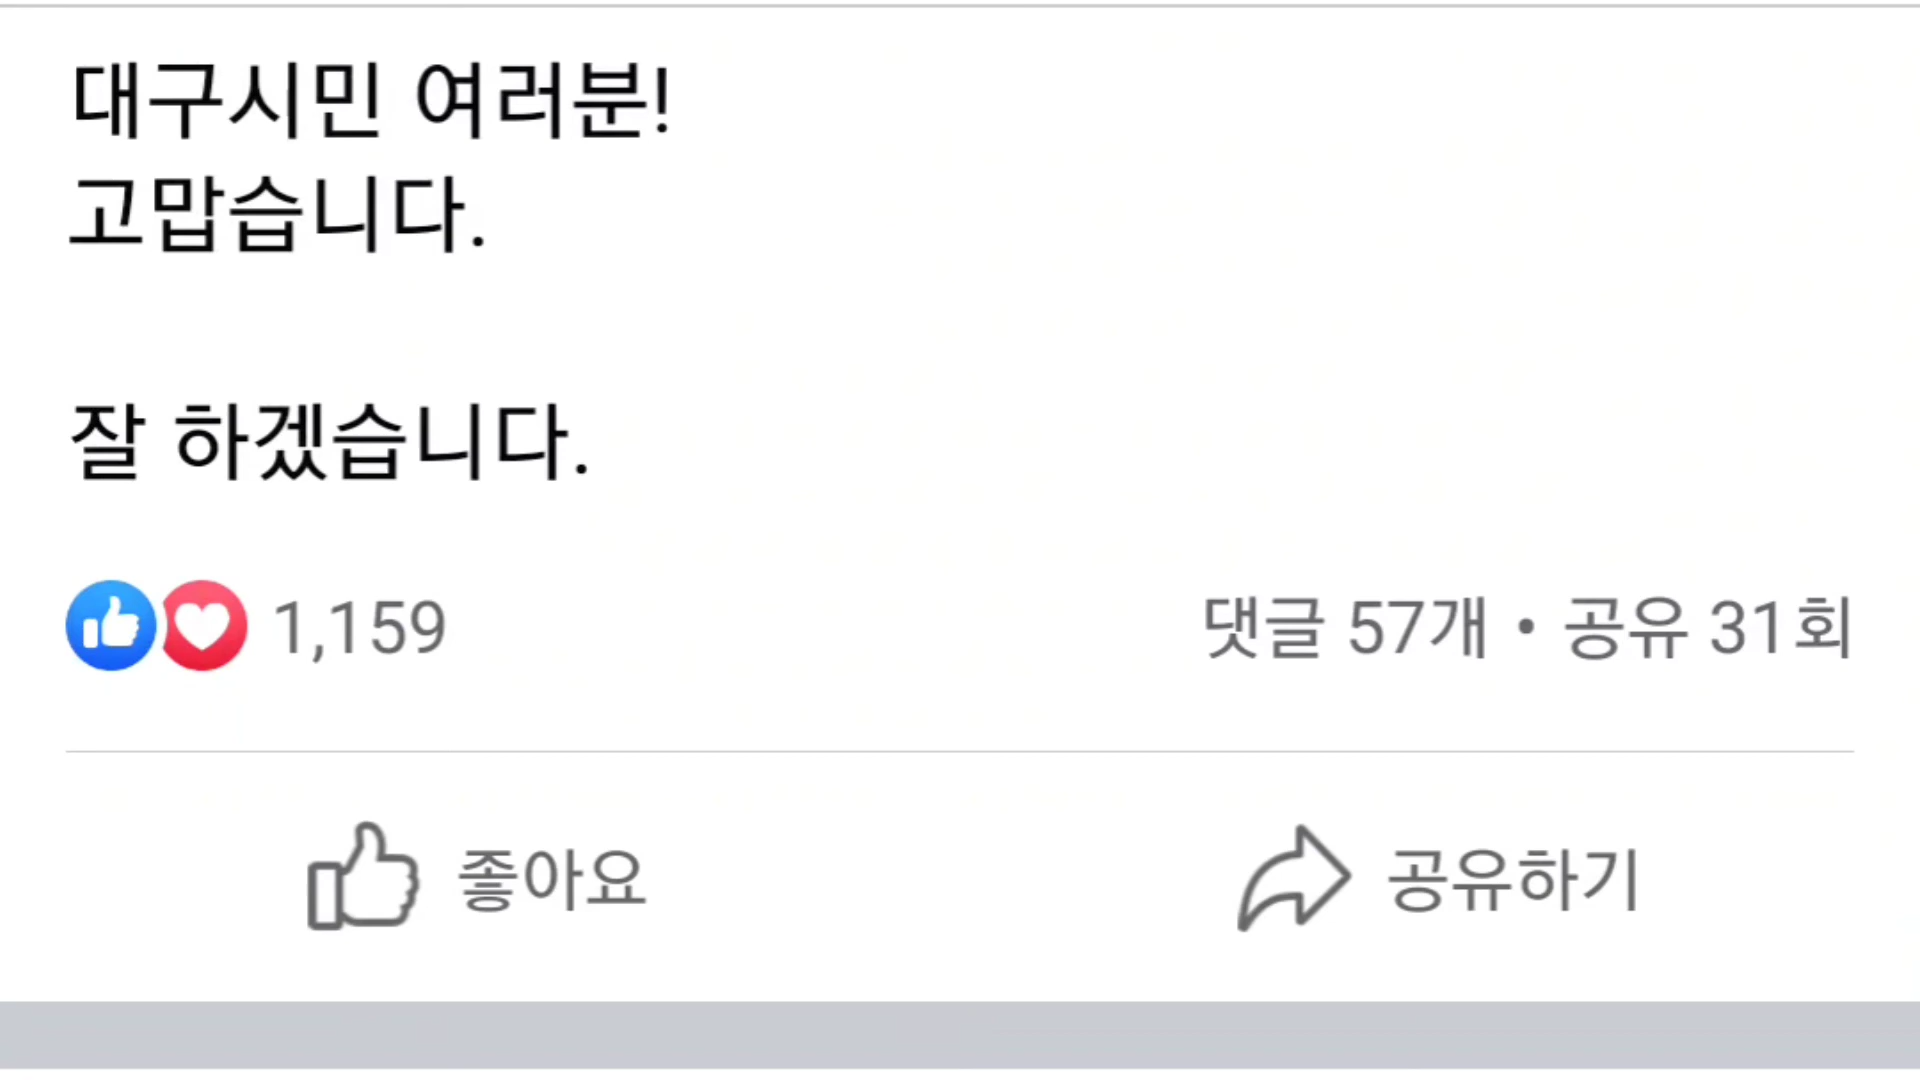 대구시민 여러분!
고맙습니다.
잘 하겠습니다.
1,159
댓글 57개 • 공유 31회
좋아요
공유하기